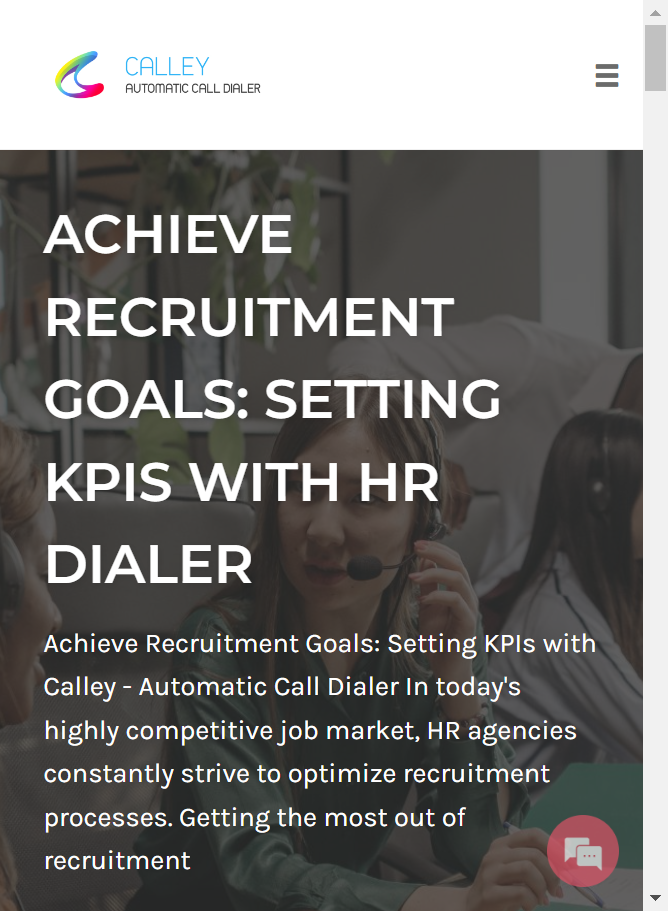 CALLEY
AUTOMATIC CALL DIALER
ACHIEVE
RECRUITMENT
GOALS: SETTING
KPIS WITH HR
DIALER
Achieve Recruitment Goals: Setting KPIs with
Calley - Automatic Call Dialer In today's
highly competitive job market, HR agencies
constantly strive to optimize recruitment
processes. Getting the most out of
recruitment